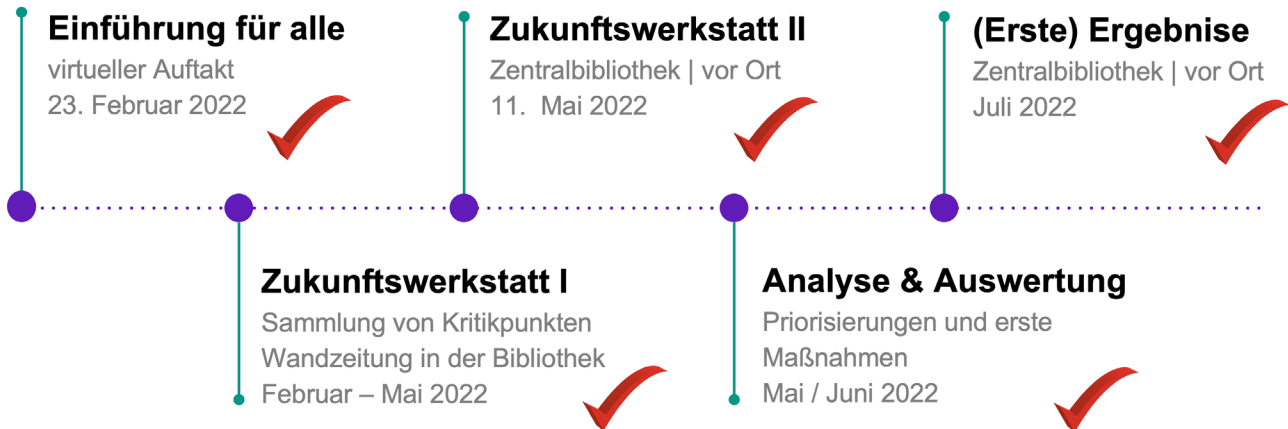 Einführung für alle
virtueller Auftakt
23. Februar 2022
Zukunftswerkstatt II
Zentralbibliothek | vor Ort
11. Mai 2022
(Erste) Ergebnise
Zentralbibliothek | vor Ort
Juli 2022
Zukunftswerkstatt I
Sammlung von Kritikpunkten
Wandzeitung in der Bibliothek
Februar – Mai 2022
Analyse & Auswertung
Priorisierungen und erste
Maßnahmen
Mai / Juni 2022